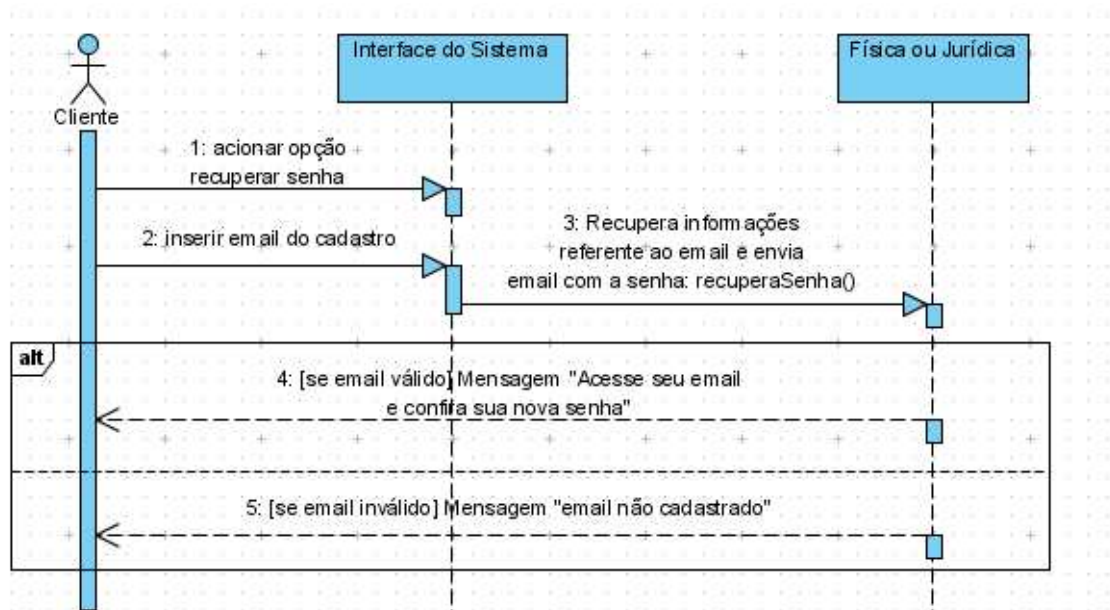 Interface do Sistema
Física ou Jurídica
Cliente
1: acionar opção
recuperar senha
2: inserir email do cadastro
3: Recupera informações
referente ao email e envia
email com a senha: recuperaSenha()
alt
4: [se email válido] Mensagem "Acesse seu email
e confira sua nova senha"
5: [se email inválido] Mensagem "email não cadastrado"